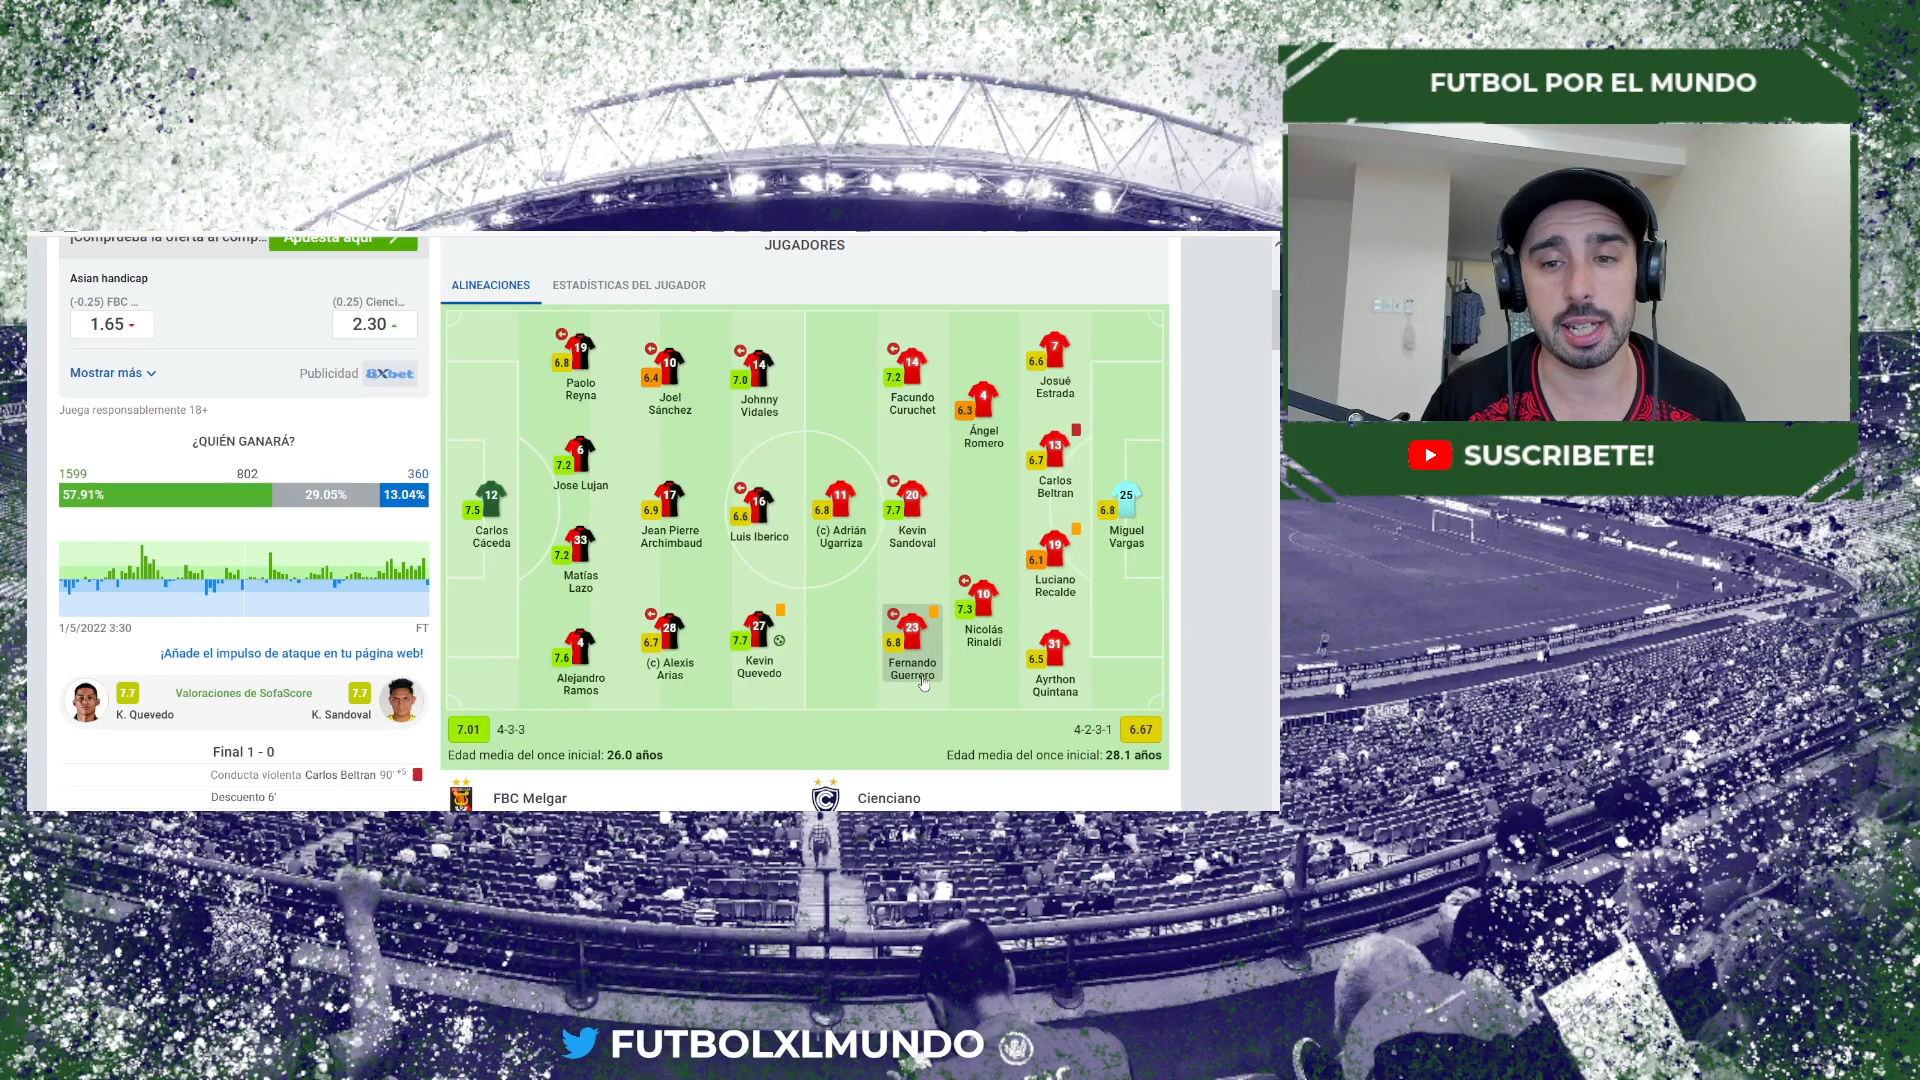 FUTBOL POR EL MUNDO
¡Comprueba la oferta al comp...
Apuesta aquí
Asian handicap
(-0.25) FBC ...
(0.25) Cienci...
1.65
2.30
Mostrar más
Publicidad 8Xbet
Juega responsablemente 18+
¿QUIÉN GANARÁ?
1599 802 360
57.91% 29.05% 13.04%
1/5/2022 3:30 FT
¡Añade el impulso de ataque en tu página web!
7.7 Valoraciones de SofaScore 7.7
K. Quevedo K. Sandoval
Final 1 - 0
Conducta violenta Carlos Beltran 90' +5
Descuento 6'
JUGADORES
ALINEACIONES ESTADÍSTICAS DEL JUGADOR
12
7.5
Carlos
Cáceda
19
6.8
Paolo
Reyna
6
7.2
Jose Lujan
33
7.2
Matías
Lazo
4
7.6
Alejandro
Ramos
10
6.4
Joel
Sánchez
17
6.9
Jean Pierre
Archimbaud
28
6.7
(c) Alexis
Arias
14
7.0
Johnny
Vidales
16
6.6
Luis Iberico
27
7.7
Kevin
Quevedo
11
6.8
(c) Adrián
Ugarriza
14
7.2
Facundo
Curuchet
20
7.7
Kevin
Sandoval
23
6.8
Fernando
Guerrero
4
6.3
Ángel
Romero
10
7.3
Nicolás
Rinaldi
7
6.6
Josué
Estrada
13
6.7
Carlos
Beltran
19
6.1
Luciano
Recalde
31
6.5
Ayrthon
Quintana
25
6.8
Miguel
Vargas
7.01 4-3-3
4-2-3-1 6.67
Edad media del once inicial: 26.0 años
Edad media del once inicial: 28.1 años
FBC Melgar
Cienciano
SUSCRIBETE!
FUTBOLXLMUNDO